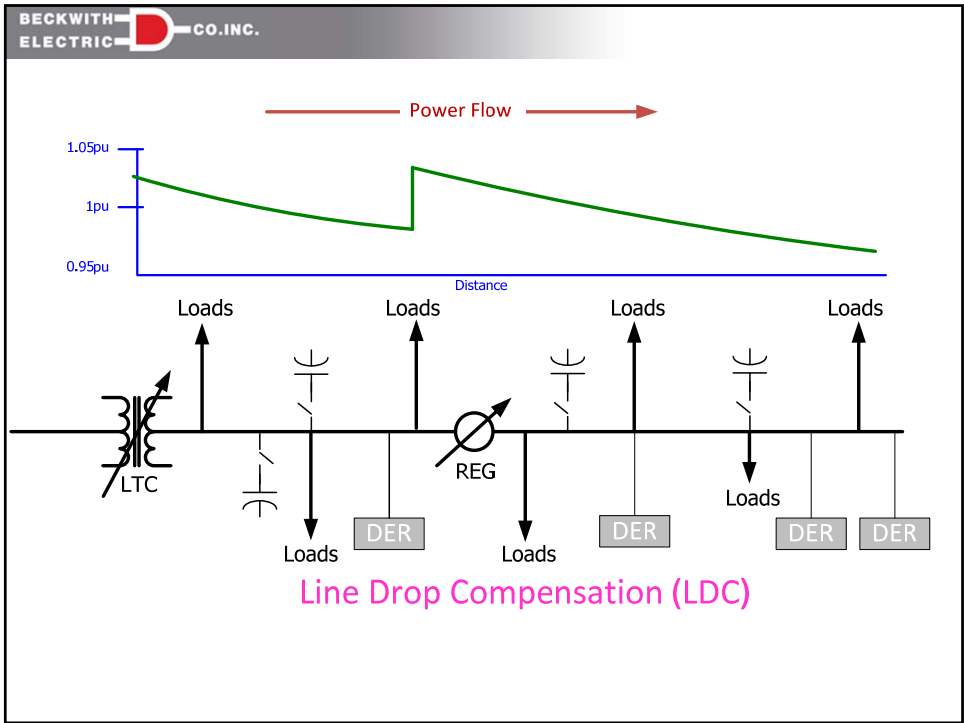 BECKWITH
ELECTRIC
CO.INC.
Power Flow
1.05pu
1pu
0.95pu
Distance
Loads
Loads
Loads
Loads
LTC
REG
Loads
DER
Loads
DER
Loads
DER
DER
Line Drop Compensation (LDC)